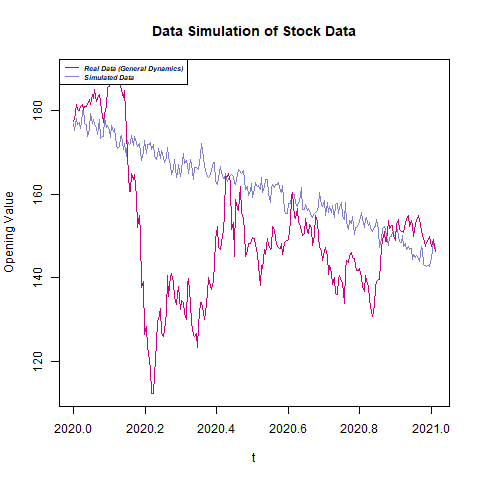 Data Simulation of Stock Data
Real Data (General Dynamics)
Simulated Data
Opening Value
180
160
140
120
2020.0 2020.2 2020.4 2020.6 2020.8 2021.0
t